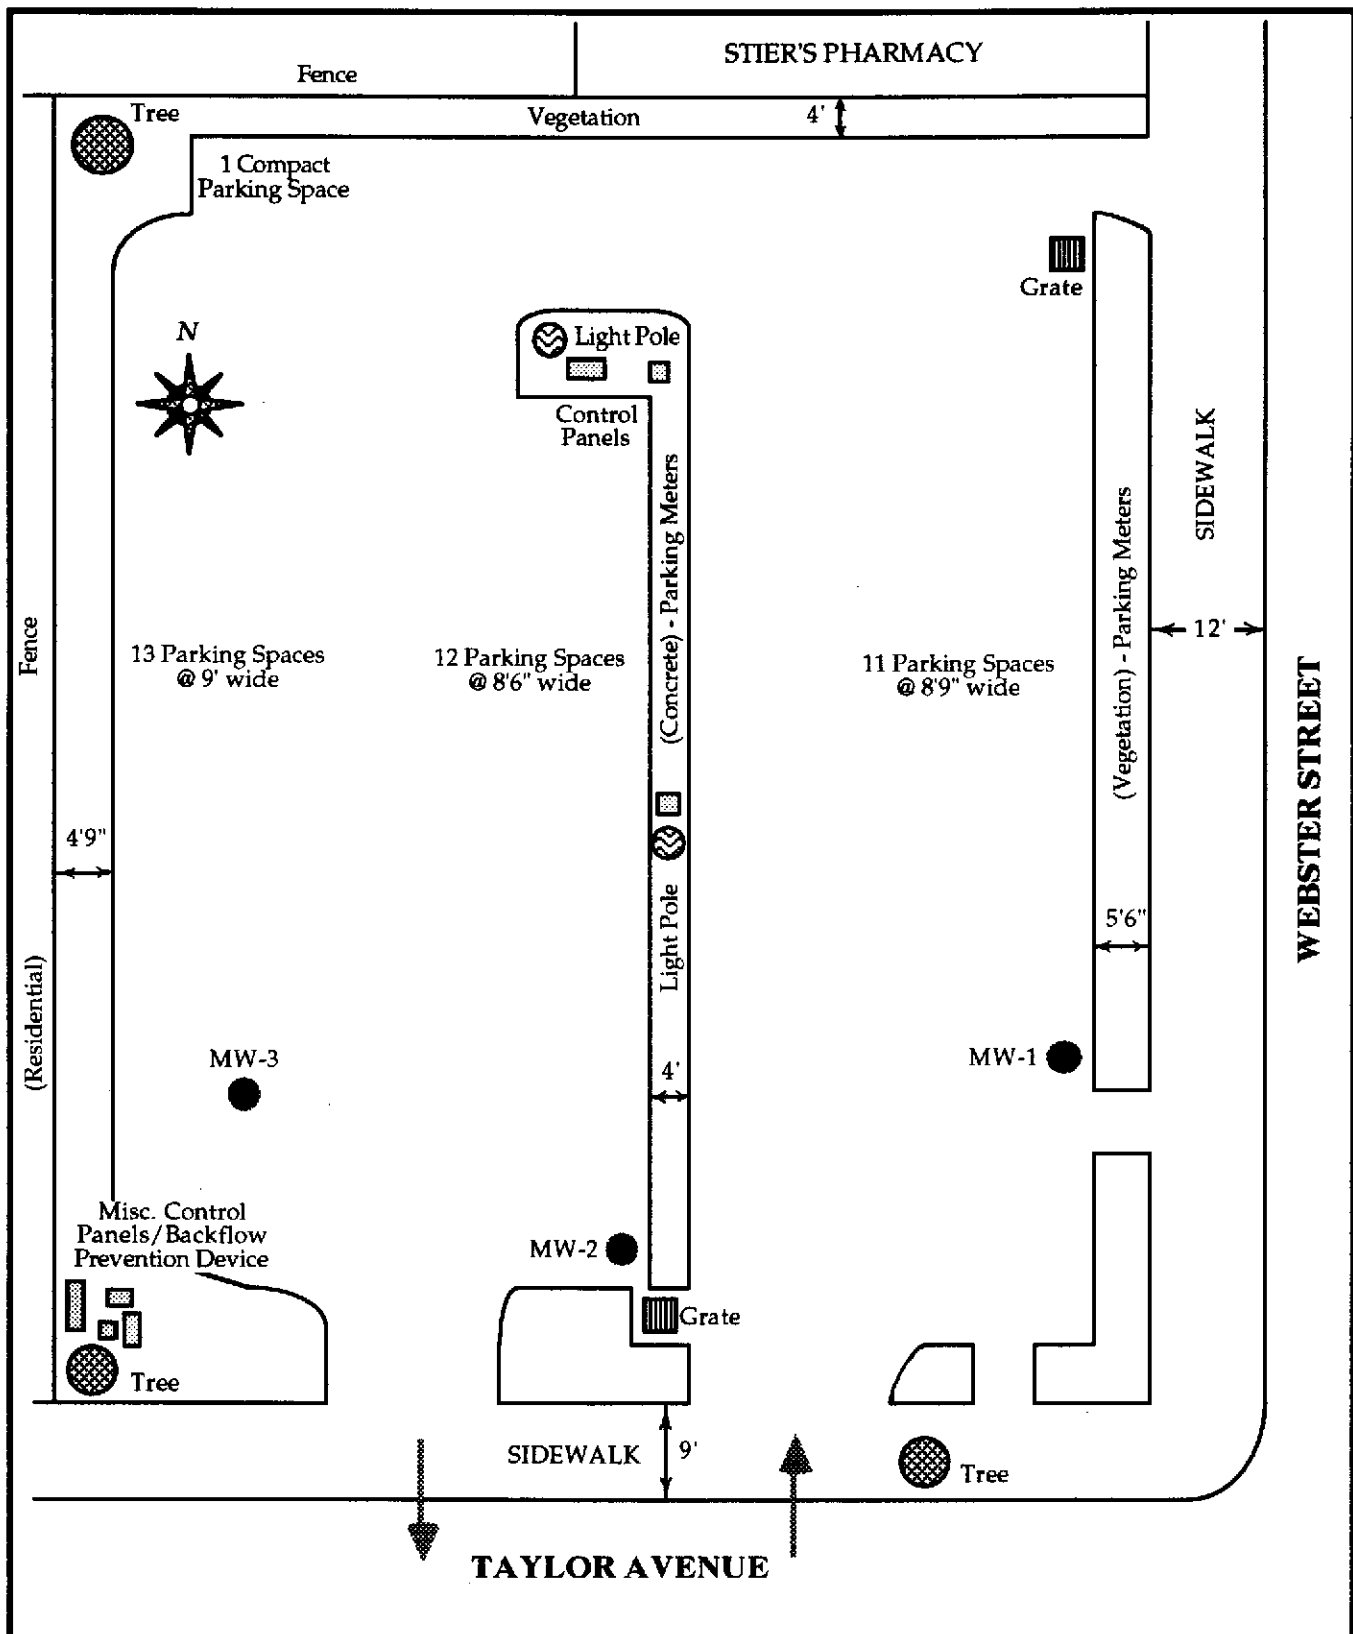 STIER'S PHARMACY
Fence
Tree
Vegetation
4'
1 Compact
Parking Space
Grate
N
Light Pole
Control
Panels
(Concrete) - Parking Meters
(Vegetation) - Parking Meters
SIDEWALK
12'
Fence
13 Parking Spaces
@ 9' wide
12 Parking Spaces
@ 8'6" wide
11 Parking Spaces
@ 8'9" wide
WEBSTER STREET
4'9"
Light Pole
5'6"
(Residential)
MW-3
4'
MW-1
Misc. Control
Panels/Backflow
Prevention Device
MW-2
Grate
Tree
SIDEWALK
9'
Tree
TAYLOR AVENUE